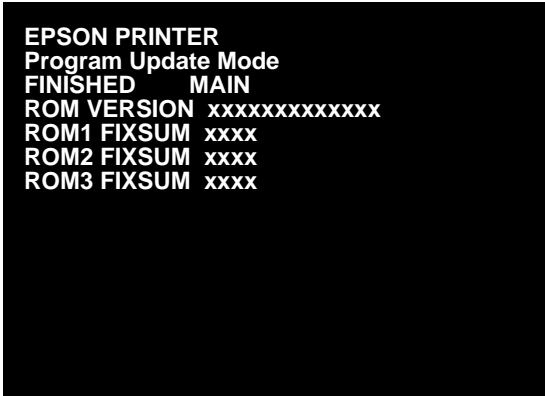 EPSON PRINTER
Program Update Mode
FINISHED MAIN
ROM VERSION xxxxxxxxxxxxx
ROM1 FIXSUM xxxx
ROM2 FIXSUM xxxx
ROM3 FIXSUM xxxx